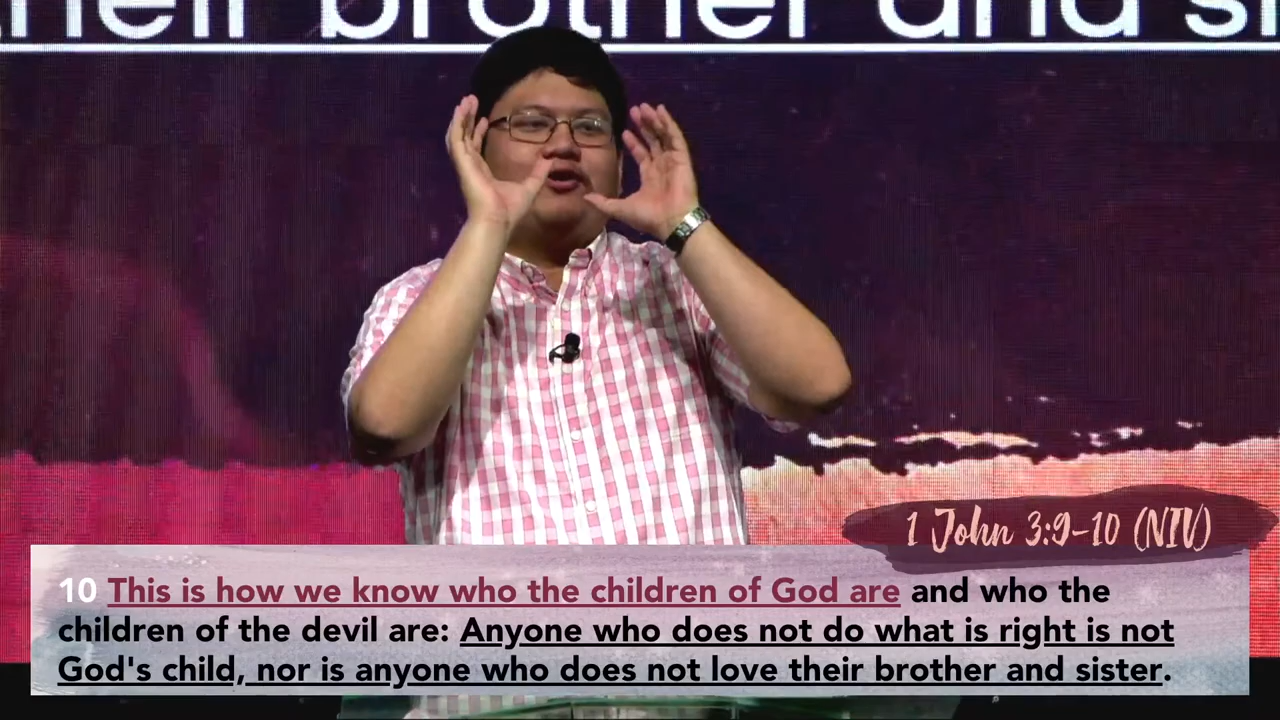 their brother and si
1 John 3:9-10 (NIV)
10 This is how we know who the children of God are and who the
children of the devil are: Anyone who does not do what is right is not
God's child, nor is anyone who does not love their brother and sister.